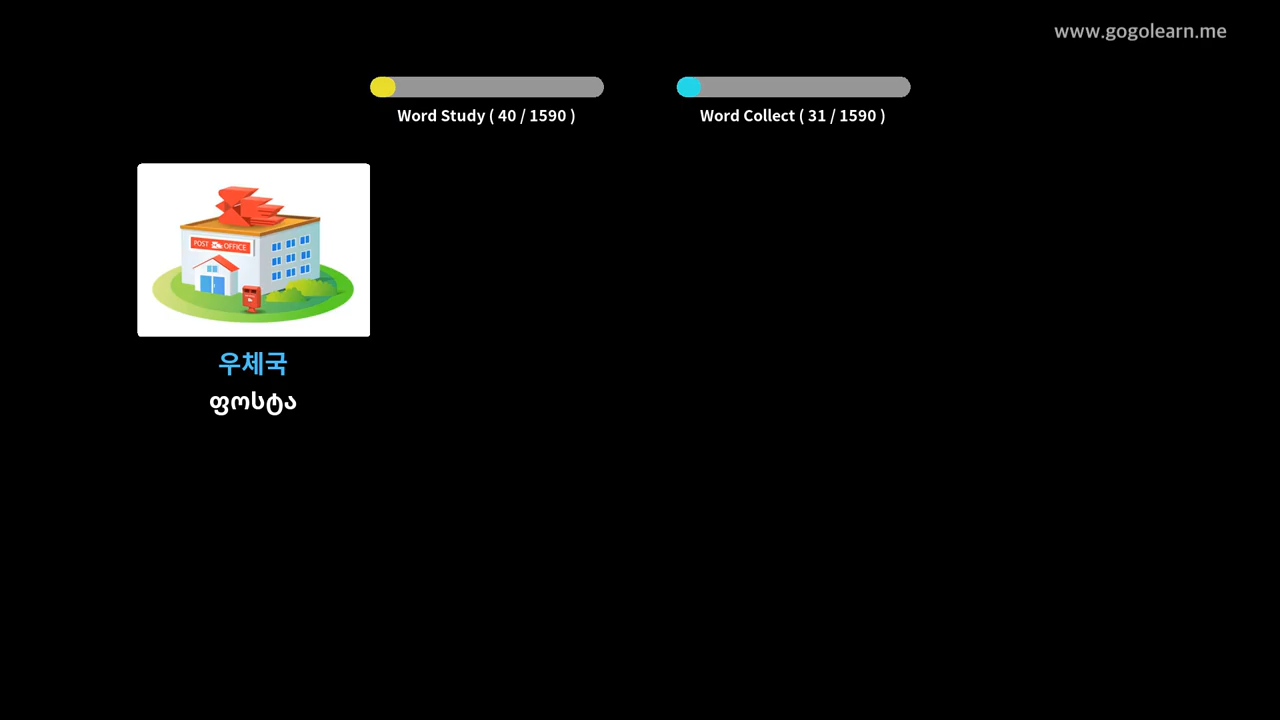 www.gogolearn.me
Word Study ( 40 / 1590 )
Word Collect ( 31 / 1590 )
POST OFFICE
우체국
ფოსტა